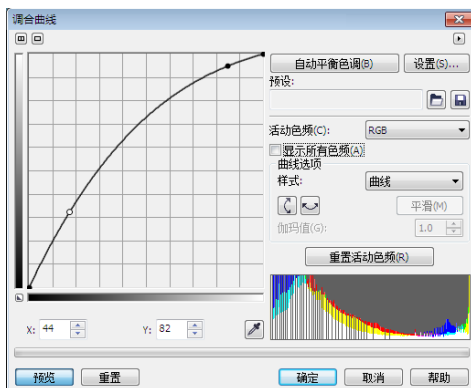 调合曲线
自动平衡色调(B) 设置(S)...
预设:
活动色频(C): RGB
显示所有色频(A)
曲线选项
样式: 曲线
平滑(M)
伽玛值(G): 1.0
重置活动色频(R)
X: 44 Y: 82
预览 重置 确定 取消 帮助